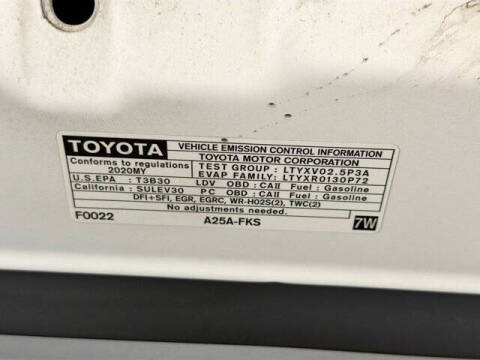 TOYOTA VEHICLE EMISSION CONTROL INFORMATION
TOYOTA MOTOR CORPORATION
Conforms to regulations TEST GROUP : LTYXV02.5P3A
2020MY EVAP FAMILY: LTYXR0130P72
U.S.EPA : T3B30 LDV OBD : CAII Fuel : Gasoline
California : SULEV30 PC OBD : CAII Fuel : Gasoline
DFI+SFI, EGR, EGRC, WR-HO2S(2), TWC(2)
No adjustments needed.
F0022 A25A-FKS 7W